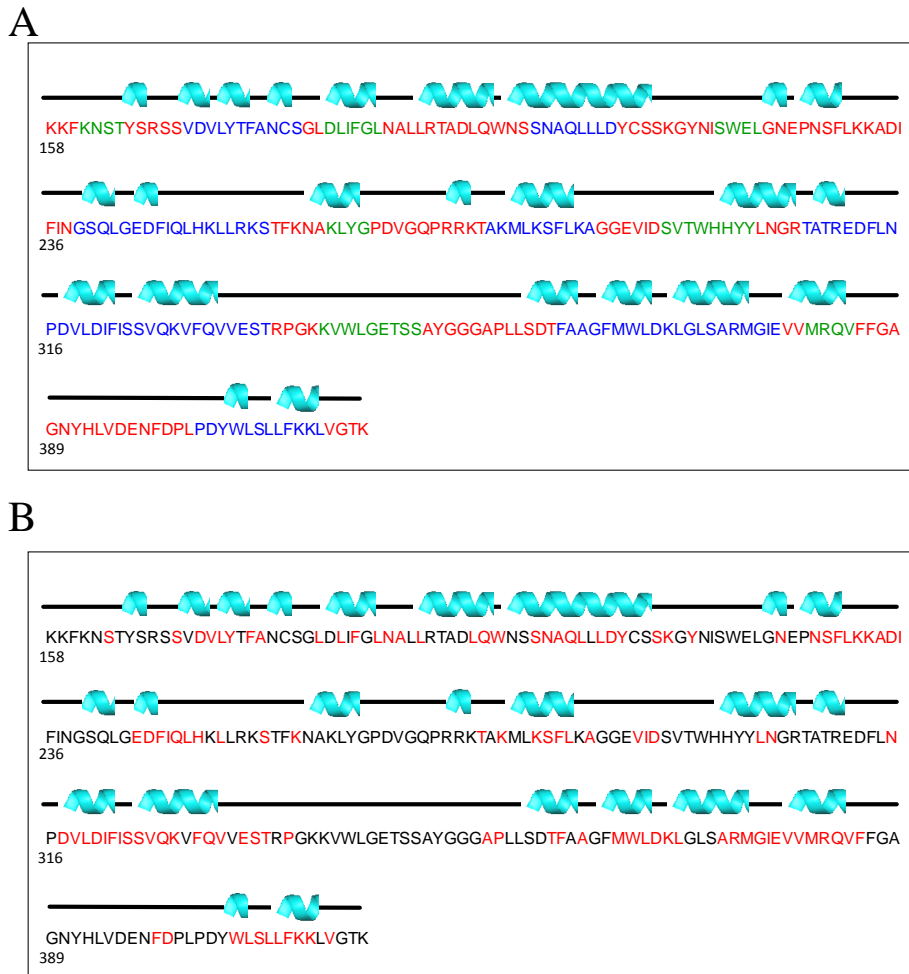 A
KKFKNSTYSRSSVDVLYTFANCSGLDLIFGLNALLRTADLQWNSSNAQLLLDYCSSKGYNISWELGNEPNSFLKKADI
158
FINGSQLGEDFIQLHKLLRKSTFKNAKLYGPDVGQPRRKTAKMLKSFLKAGGEVIDSVTWHHYYLNGRTATREDFLN
236
PDVLDIFISSVQKVFQVVESTRPGKKVWLGETSSAYGGGAPLLSDTFAAGFMWLDKLGLSARMGIEVVMRQVFFGA
316
GNYHLVDENFDPLPDYWLSLLFKKLVGTK
389
B
KKFKNSTYSRSSVDVLYTFANCSGLDLIFGLNALLRTADLQWNSSNAQLLLDYCSSKGYNISWELGNEPNSFLKKADI
158
FINGSQLGEDFIQLHKLLRKSTFKNAKLYGPDVGQPRRKTAKMLKSFLKAGGEVIDSVTWHHYYLNGRTATREDFLN
236
PDVLDIFISSVQKVFQVVESTRPGKKVWLGETSSAYGGGAPLLSDTFAAGFMWLDKLGLSARMGIEVVMRQVFFGA
316
GNYHLVDENFDPLPDYWLSLLFKKLVGTK
389